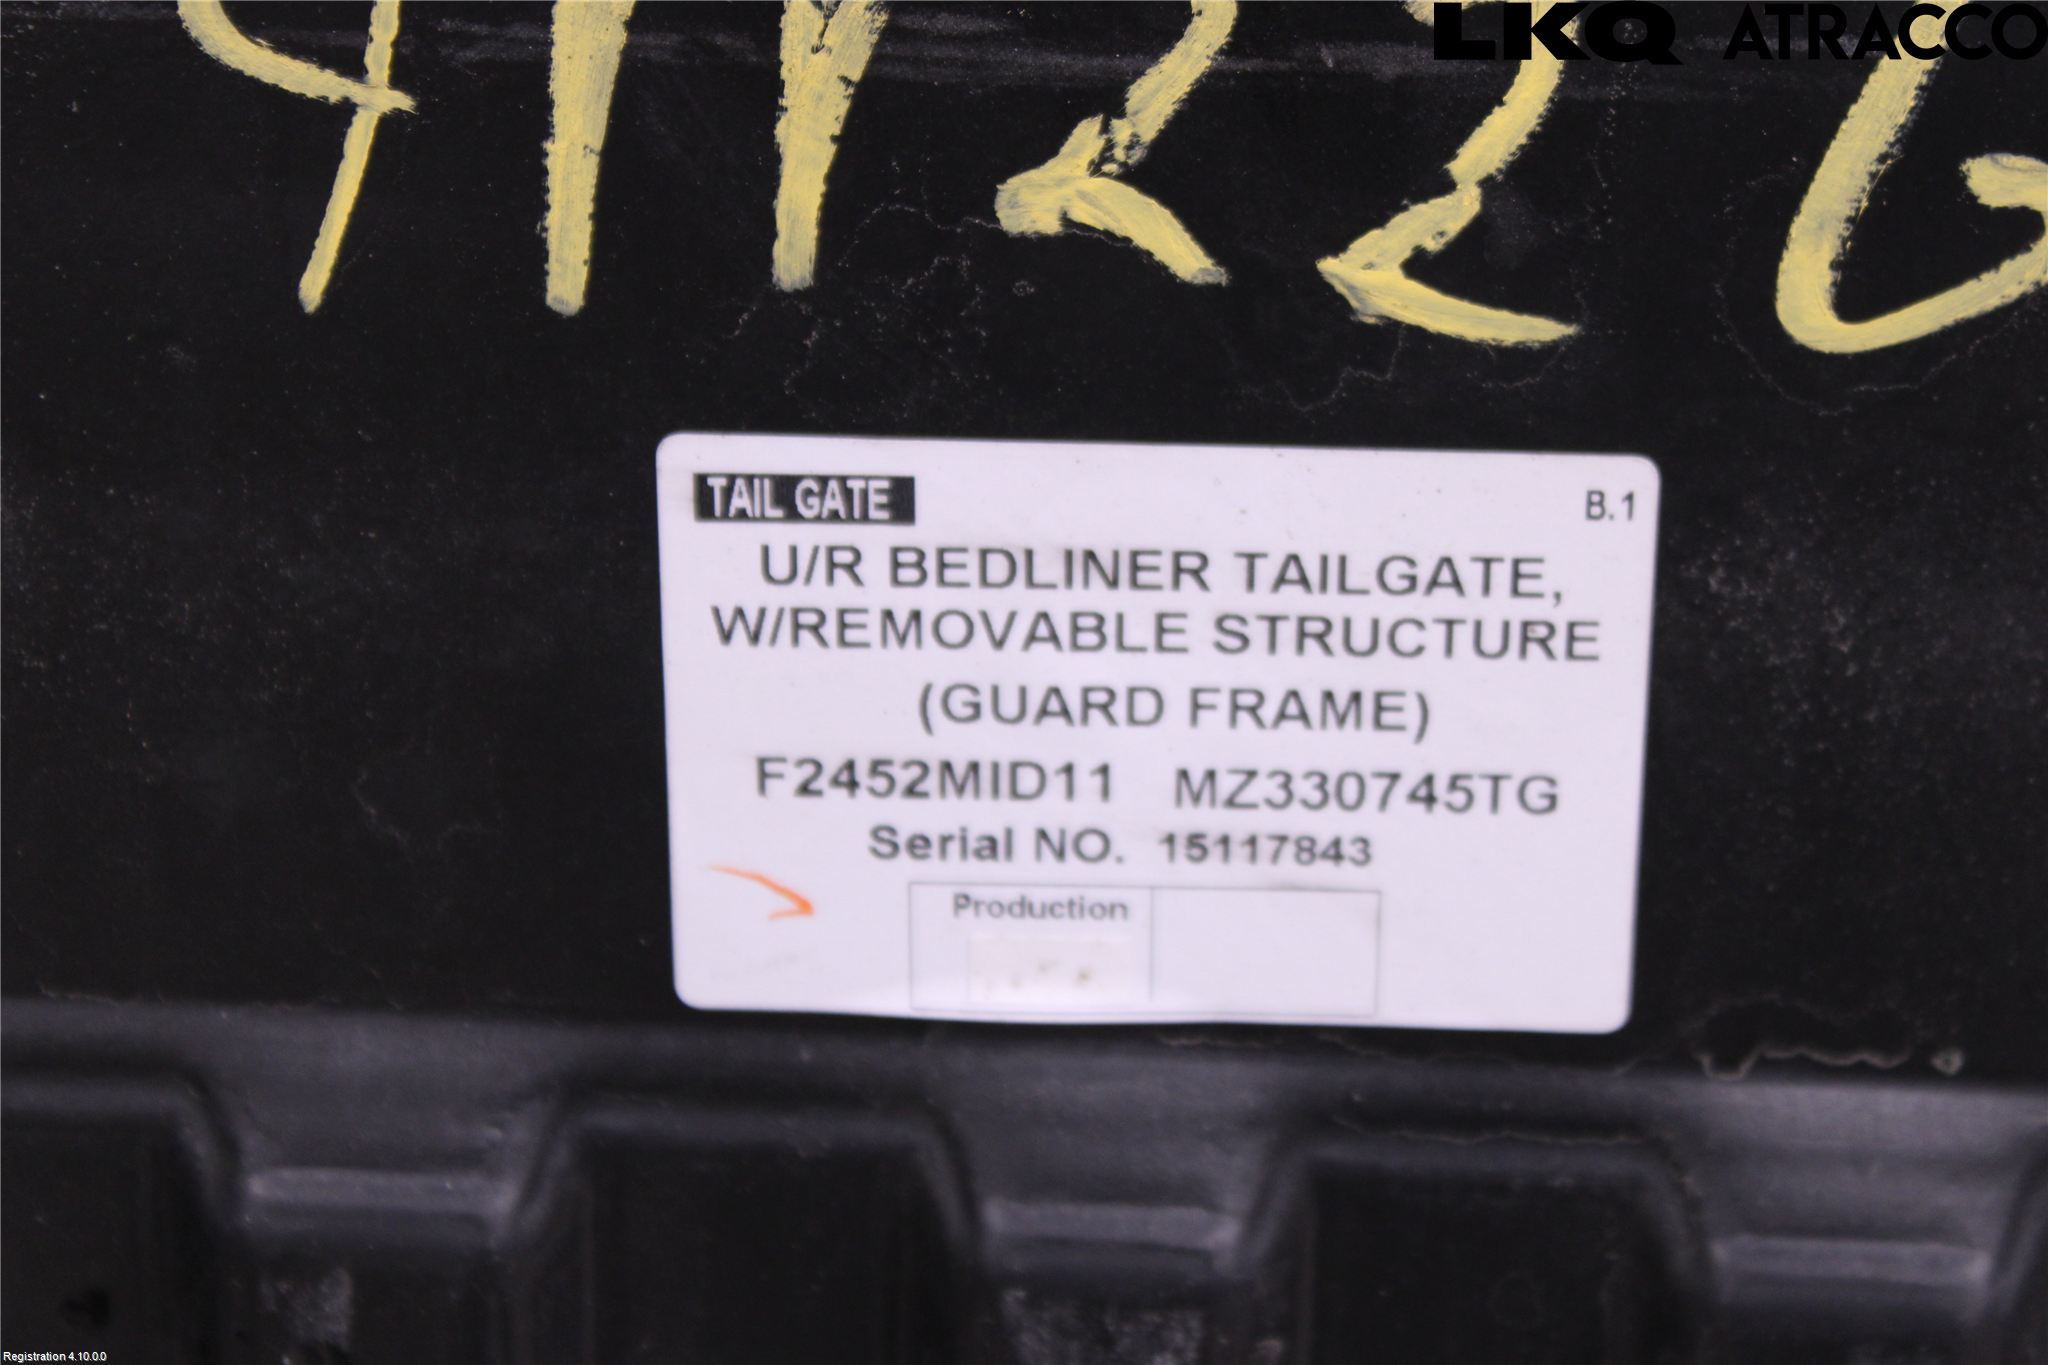 LKQ ATRACCO
TAIL GATE
B.1
U/R BEDLINER TAILGATE,
W/REMOVABLE STRUCTURE
(GUARD FRAME)
F2452MID11 MZ330745TG
Serial NO. 15117843
Production
Registration 4.10.0.0